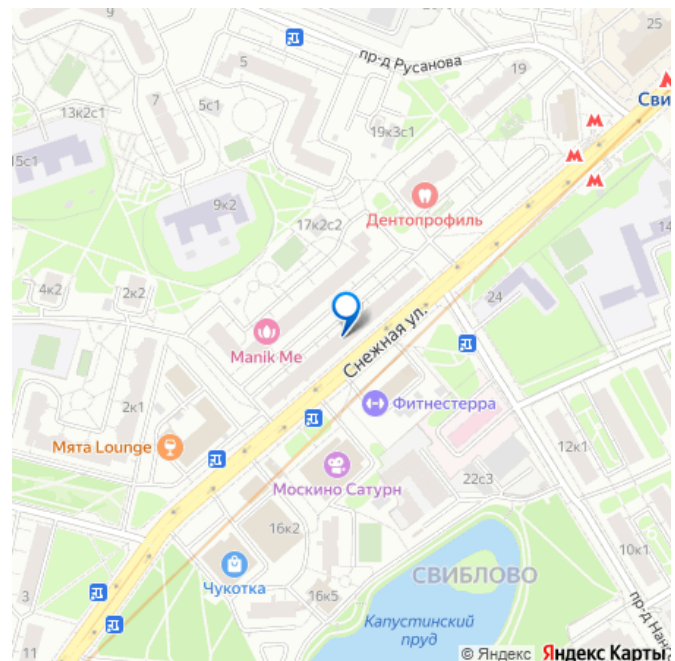 25
пр-д Русанова
9
5
19
7
5с1
13к2с1
Сви
19к3с1
15с1
9к2
Дентопрофиль
17к2с2
14
4к2
2к2
24
Снежная ул.
Manik Me
Фитнестерра
2к1
Мята Lounge
12к1
Москино Сатурн
22с3
16к2
10к1
СВИБЛОВО
Чукотка
3
16к5
Капустинский
пруд
пр-д Нан
11
© Яндекс Яндекс Карты